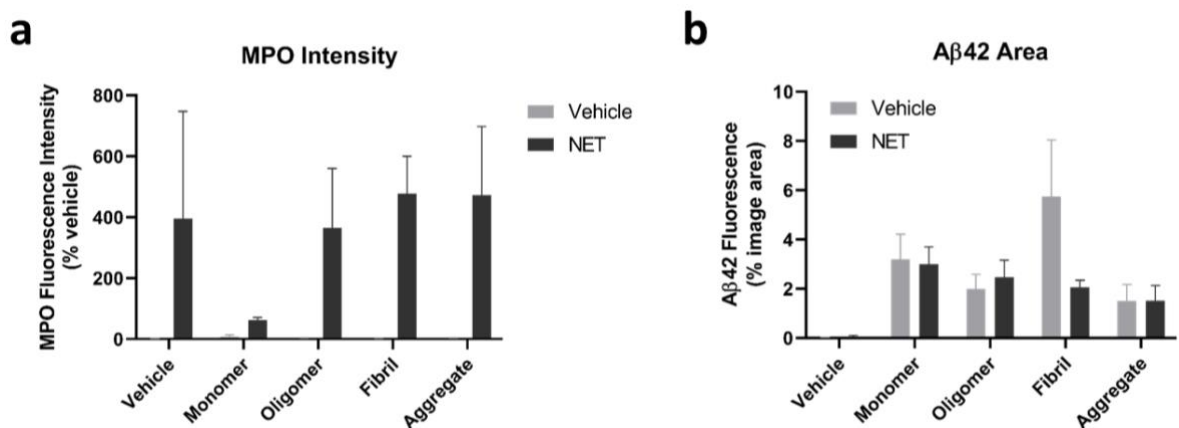 a
MPO Intensity
MPO Fluorescence Intensity
(% vehicle)
800
600
400
200
0
Vehicle
Monomer
Oligomer
Fibril
Aggregate
Vehicle
NET
b
Aβ42 Area
Aβ42 Fluorescence
(% image area)
10
8
6
4
2
0
Vehicle
NET
Vehicle
Monomer
Oligomer
Fibril
Aggregate